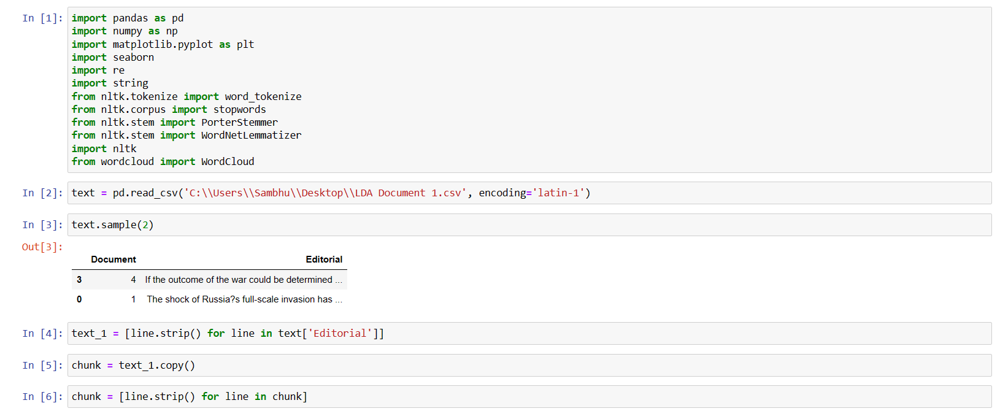 In [1]: import pandas as pd
import numpy as np
import matplotlib.pyplot as plt
import seaborn
import re
import string
from nltk.tokenize import word_tokenize
from nltk.corpus import stopwords
from nltk.stem import PorterStemmer
from nltk.stem import WordNetLemmatizer
import nltk
from wordcloud import WordCloud
In [2]: text = pd.read_csv('C:\\Users\\Sambhu\\Desktop\\LDA Document 1.csv', encoding='latin-1')
In [3]: text.sample(2)
Out[3]:
Document Editorial
3 4 If the outcome of the war could be determined ...
0 1 The shock of Russia?s full-scale invasion has ...
In [4]: text_1 = [line.strip() for line in text['Editorial']]
In [5]: chunk = text_1.copy()
In [6]: chunk = [line.strip() for line in chunk]